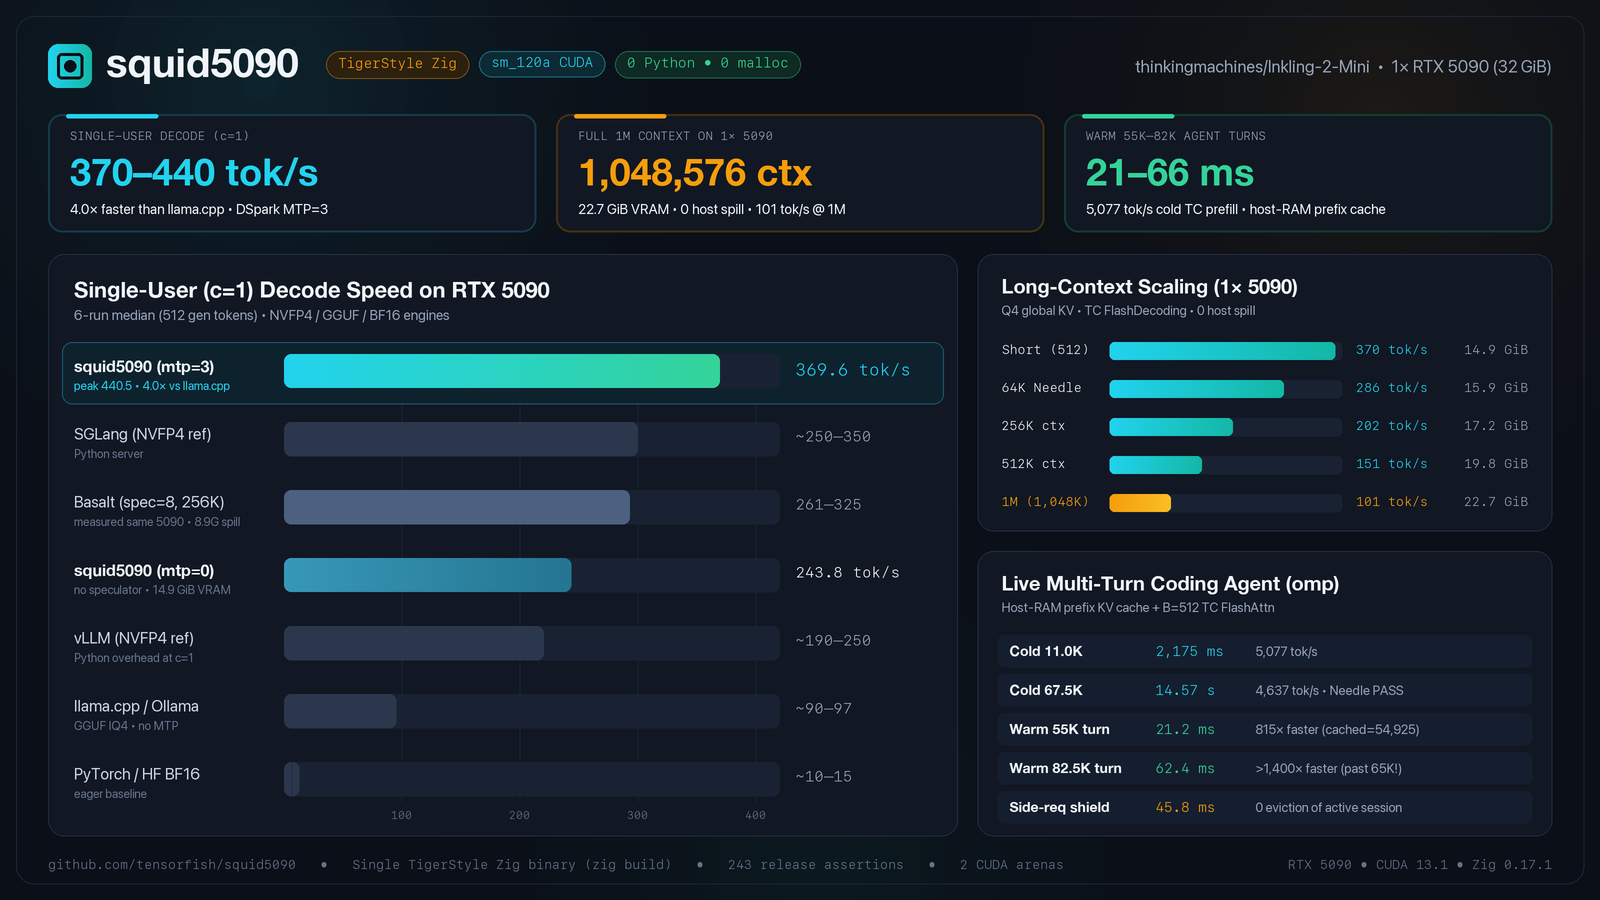 squid5090
TigerStyle Zig
sm_120a CUDA
0 Python • 0 malloc
thinkingmachines/Inkling-2-Mini • 1× RTX 5090 (32 GiB)
SINGLE-USER DECODE (c=1)
370–440 tok/s
4.0× faster than llama.cpp • DSpark MTP=3
FULL 1M CONTEXT ON 1× 5090
1,048,576 ctx
22.7 GiB VRAM • 0 host spill • 101 tok/s @ 1M
WARM 55K–82K AGENT TURNS
21–66 ms
5,077 tok/s cold TC prefill • host-RAM prefix cache
Single-User (c=1) Decode Speed on RTX 5090
6-run median (512 gen tokens) • NVFP4 / GGUF / BF16 engines
squid5090 (mtp=3)
peak 440.5 • 4.0× vs llama.cpp
369.6 tok/s
SGLang (NVFP4 ref)
Python server
~250–350
Basalt (spec=8, 256K)
measured same 5090 • 8.9G spill
261–325
squid5090 (mtp=0)
no speculator • 14.9 GiB VRAM
243.8 tok/s
vLLM (NVFP4 ref)
Python overhead at c=1
~190–250
llama.cpp / Ollama
GGUF IQ4 • no MTP
~90–97
PyTorch / HF BF16
eager baseline
~10–15
100 200 300 400
Long-Context Scaling (1× 5090)
Q4 global KV • TC FlashDecoding • 0 host spill
Short (512) 370 tok/s 14.9 GiB
64K Needle 286 tok/s 15.9 GiB
256K ctx 202 tok/s 17.2 GiB
512K ctx 151 tok/s 19.8 GiB
1M (1,048K) 101 tok/s 22.7 GiB
Live Multi-Turn Coding Agent (omp)
Host-RAM prefix KV cache + B=512 TC FlashAttn
Cold 11.0K 2,175 ms 5,077 tok/s
Cold 67.5K 14.57 s 4,637 tok/s • Needle PASS
Warm 55K turn 21.2 ms 815× faster (cached=54,925)
Warm 82.5K turn 62.4 ms >1,400× faster (past 65K!)
Side-req shield 45.8 ms 0 eviction of active session
github.com/tensorfish/squid5090 • Single TigerStyle Zig binary (zig build) • 243 release assertions • 2 CUDA arenas
RTX 5090 • CUDA 13.1 • Zig 0.17.1